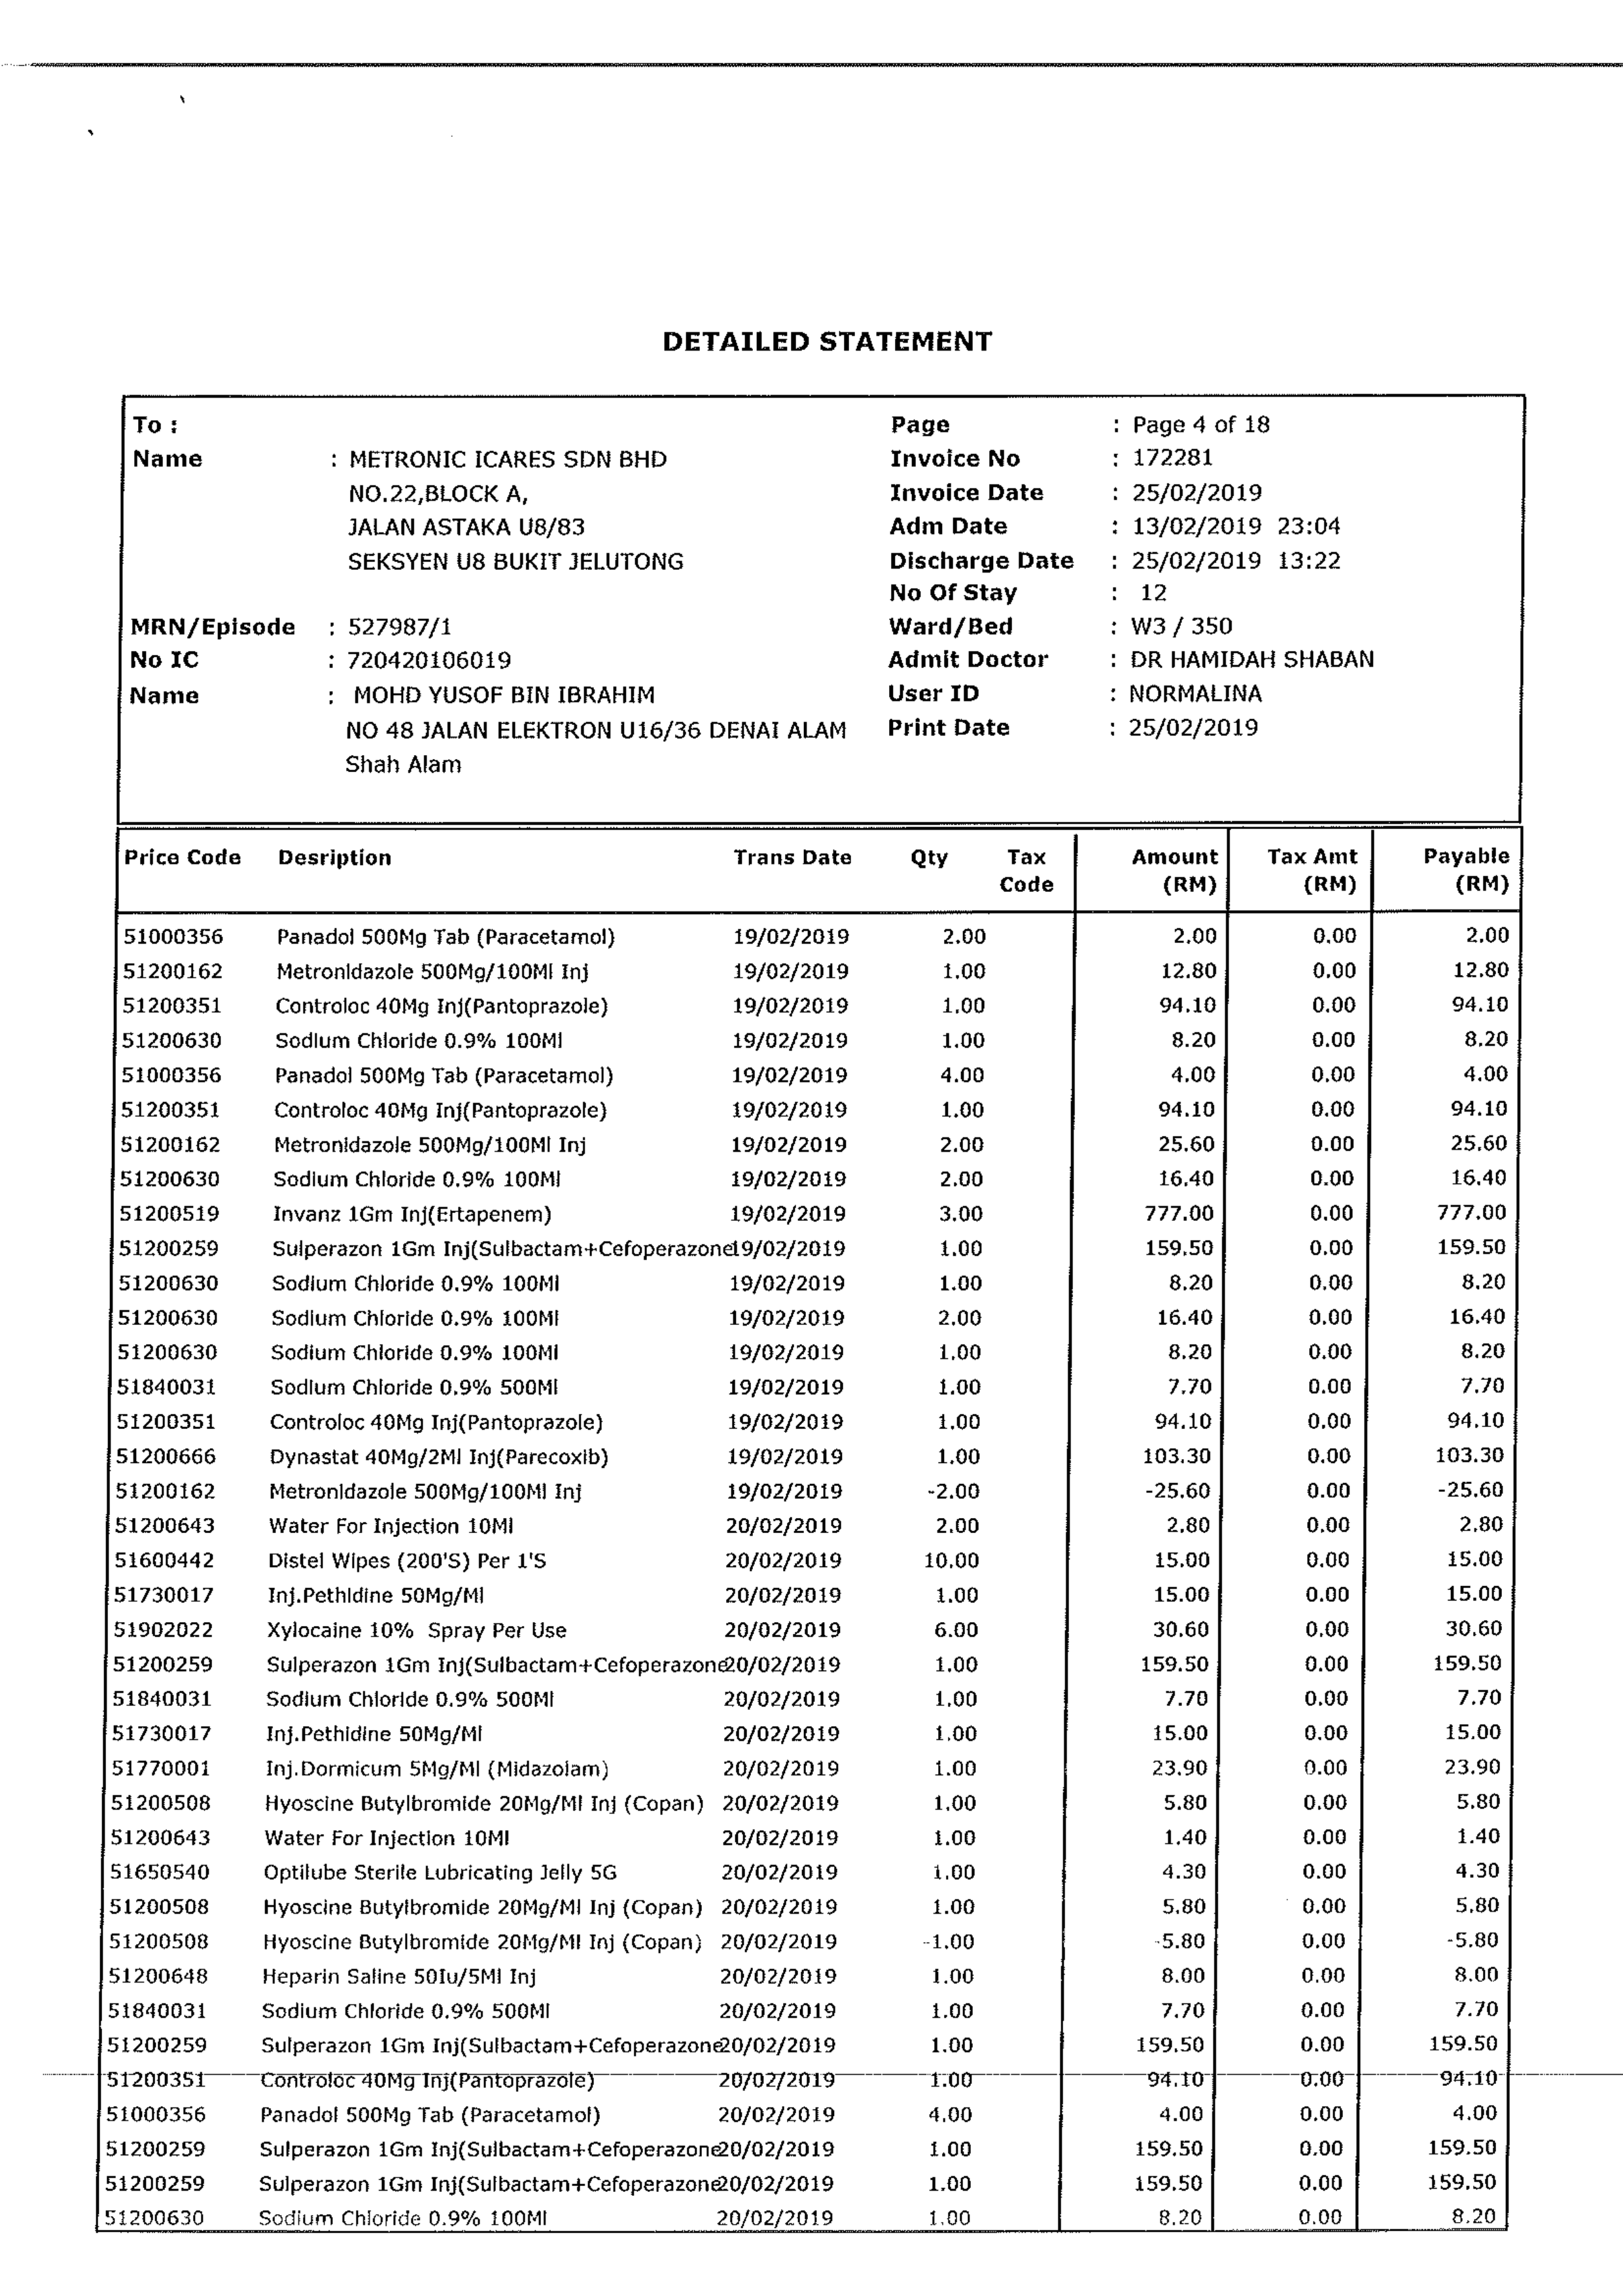 DETAILED STATEMENT
To :
Name : METRONIC ICARES SDN BHD
NO.22,BLOCK A,
JALAN ASTAKA U8/83
SEKSYEN U8 BUKIT JELUTONG
MRN/Episode : 527987/1
No IC : 720420106019
Name : MOHD YUSOF BIN IBRAHIM
NO 48 JALAN ELEKTRON U16/36 DENAI ALAM
Shah Alam
Page : Page 4 of 18
Invoice No : 172281
Invoice Date : 25/02/2019
Adm Date : 13/02/2019 23:04
Discharge Date : 25/02/2019 13:22
No Of Stay : 12
Ward/Bed : W3 / 350
Admit Doctor : DR HAMIDAH SHABAN
User ID : NORMALINA
Print Date : 25/02/2019
Price Code Desription Trans Date Qty Tax Amount Tax Amt Payable
Code (RM) (RM) (RM)
51000356 Panadol 500Mg Tab (Paracetamol) 19/02/2019 2.00 2.00 0.00 2.00
51200162 Metronidazole 500Mg/100Ml Inj 19/02/2019 1.00 12.80 0.00 12.80
51200351 Controloc 40Mg Inj(Pantoprazole) 19/02/2019 1.00 94.10 0.00 94.10
51200630 Sodium Chloride 0.9% 100Ml 19/02/2019 1.00 8.20 0.00 8.20
51000356 Panadol 500Mg Tab (Paracetamol) 19/02/2019 4.00 4.00 0.00 4.00
51200351 Controloc 40Mg Inj(Pantoprazole) 19/02/2019 1.00 94.10 0.00 94.10
51200162 Metronidazole 500Mg/100Ml Inj 19/02/2019 2.00 25.60 0.00 25.60
51200630 Sodium Chloride 0.9% 100Ml 19/02/2019 2.00 16.40 0.00 16.40
51200519 Invanz 1Gm Inj(Ertapenem) 19/02/2019 3.00 777.00 0.00 777.00
51200259 Sulperazon 1Gm Inj(Sulbactam+Cefoperazone 19/02/2019 1.00 159.50 0.00 159.50
51200630 Sodium Chloride 0.9% 100Ml 19/02/2019 1.00 8.20 0.00 8.20
51200630 Sodium Chloride 0.9% 100Ml 19/02/2019 2.00 16.40 0.00 16.40
51200630 Sodium Chloride 0.9% 100Ml 19/02/2019 1.00 8.20 0.00 8.20
51840031 Sodium Chloride 0.9% 500Ml 19/02/2019 1.00 7.70 0.00 7.70
51200351 Controloc 40Mg Inj(Pantoprazole) 19/02/2019 1.00 94.10 0.00 94.10
51200666 Dynastat 40Mg/2Ml Inj(Parecoxib) 19/02/2019 1.00 103.30 0.00 103.30
51200162 Metronidazole 500Mg/100Ml Inj 19/02/2019 -2.00 -25.60 0.00 -25.60
51200643 Water For Injection 10Ml 20/02/2019 2.00 2.80 0.00 2.80
51600442 Distel Wipes (200'S) Per 1'S 20/02/2019 10.00 15.00 0.00 15.00
51730017 Inj.Pethidine 50Mg/Ml 20/02/2019 1.00 15.00 0.00 15.00
51902022 Xylocaine 10% Spray Per Use 20/02/2019 6.00 30.60 0.00 30.60
51200259 Sulperazon 1Gm Inj(Sulbactam+Cefoperazone 20/02/2019 1.00 159.50 0.00 159.50
51840031 Sodium Chloride 0.9% 500Ml 20/02/2019 1.00 7.70 0.00 7.70
51730017 Inj.Pethidine 50Mg/Ml 20/02/2019 1.00 15.00 0.00 15.00
51770001 Inj.Dormicum 5Mg/Ml (Midazolam) 20/02/2019 1.00 23.90 0.00 23.90
51200508 Hyoscine Butylbromide 20Mg/Ml Inj (Copan) 20/02/2019 1.00 5.80 0.00 5.80
51200643 Water For Injection 10Ml 20/02/2019 1.00 1.40 0.00 1.40
51650540 Optilube Sterile Lubricating Jelly 5G 20/02/2019 1.00 4.30 0.00 4.30
51200508 Hyoscine Butylbromide 20Mg/Ml Inj (Copan) 20/02/2019 1.00 5.80 0.00 5.80
51200508 Hyoscine Butylbromide 20Mg/Ml Inj (Copan) 20/02/2019 -1.00 -5.80 0.00 -5.80
51200648 Heparin Saline 50Iu/5Ml Inj 20/02/2019 1.00 8.00 0.00 8.00
51840031 Sodium Chloride 0.9% 500Ml 20/02/2019 1.00 7.70 0.00 7.70
51200259 Sulperazon 1Gm Inj(Sulbactam+Cefoperazone 20/02/2019 1.00 159.50 0.00 159.50
51200351 Controloc 40Mg Inj(Pantoprazole) 20/02/2019 1.00 94.10 0.00 94.10
51000356 Panadol 500Mg Tab (Paracetamol) 20/02/2019 4.00 4.00 0.00 4.00
51200259 Sulperazon 1Gm Inj(Sulbactam+Cefoperazone 20/02/2019 1.00 159.50 0.00 159.50
51200259 Sulperazon 1Gm Inj(Sulbactam+Cefoperazone 20/02/2019 1.00 159.50 0.00 159.50
51200630 Sodium Chloride 0.9% 100Ml 20/02/2019 1.00 8.20 0.00 8.20